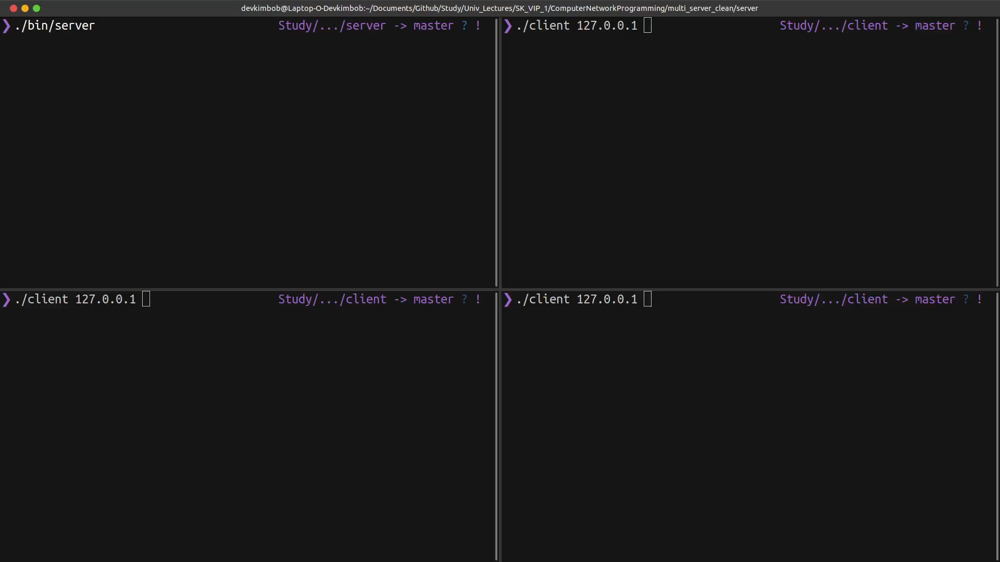 devkimbob@Laptop-O-Devkimbob:~/Documents/Github/Study/Univ_Lectures/SK_VIP_1/ComputerNetworkProgramming/multi_server_clean/server
❯ ./bin/server Study/.../server -> master ? !
❯ ./client 127.0.0.1 Study/.../client -> master ? !
❯ ./client 127.0.0.1 Study/.../client -> master ? !
❯ ./client 127.0.0.1 Study/.../client -> master ? !